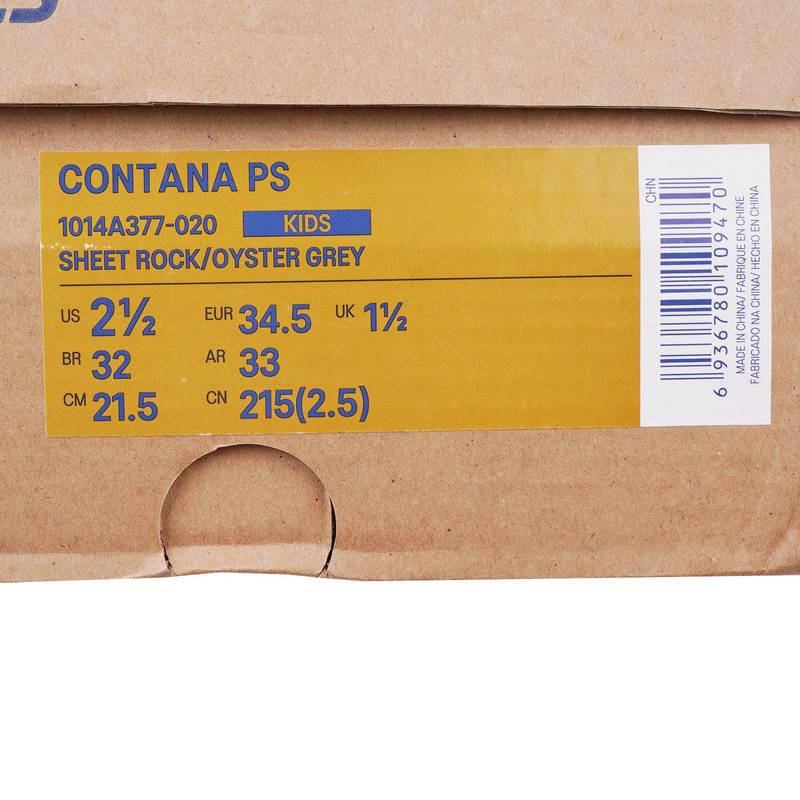 CONTANA PS
1014A377-020 KIDS
SHEET ROCK/OYSTER GREY
US 2½ EUR 34.5 UK 1½
BR 32 AR 33
CM 21.5 CN 215(2.5)
CHN
6 936780 109470
MADE IN CHINA/ FABRIQUE EN CHINE
FABRICADO NA CHINA/ HECHO EN CHINA